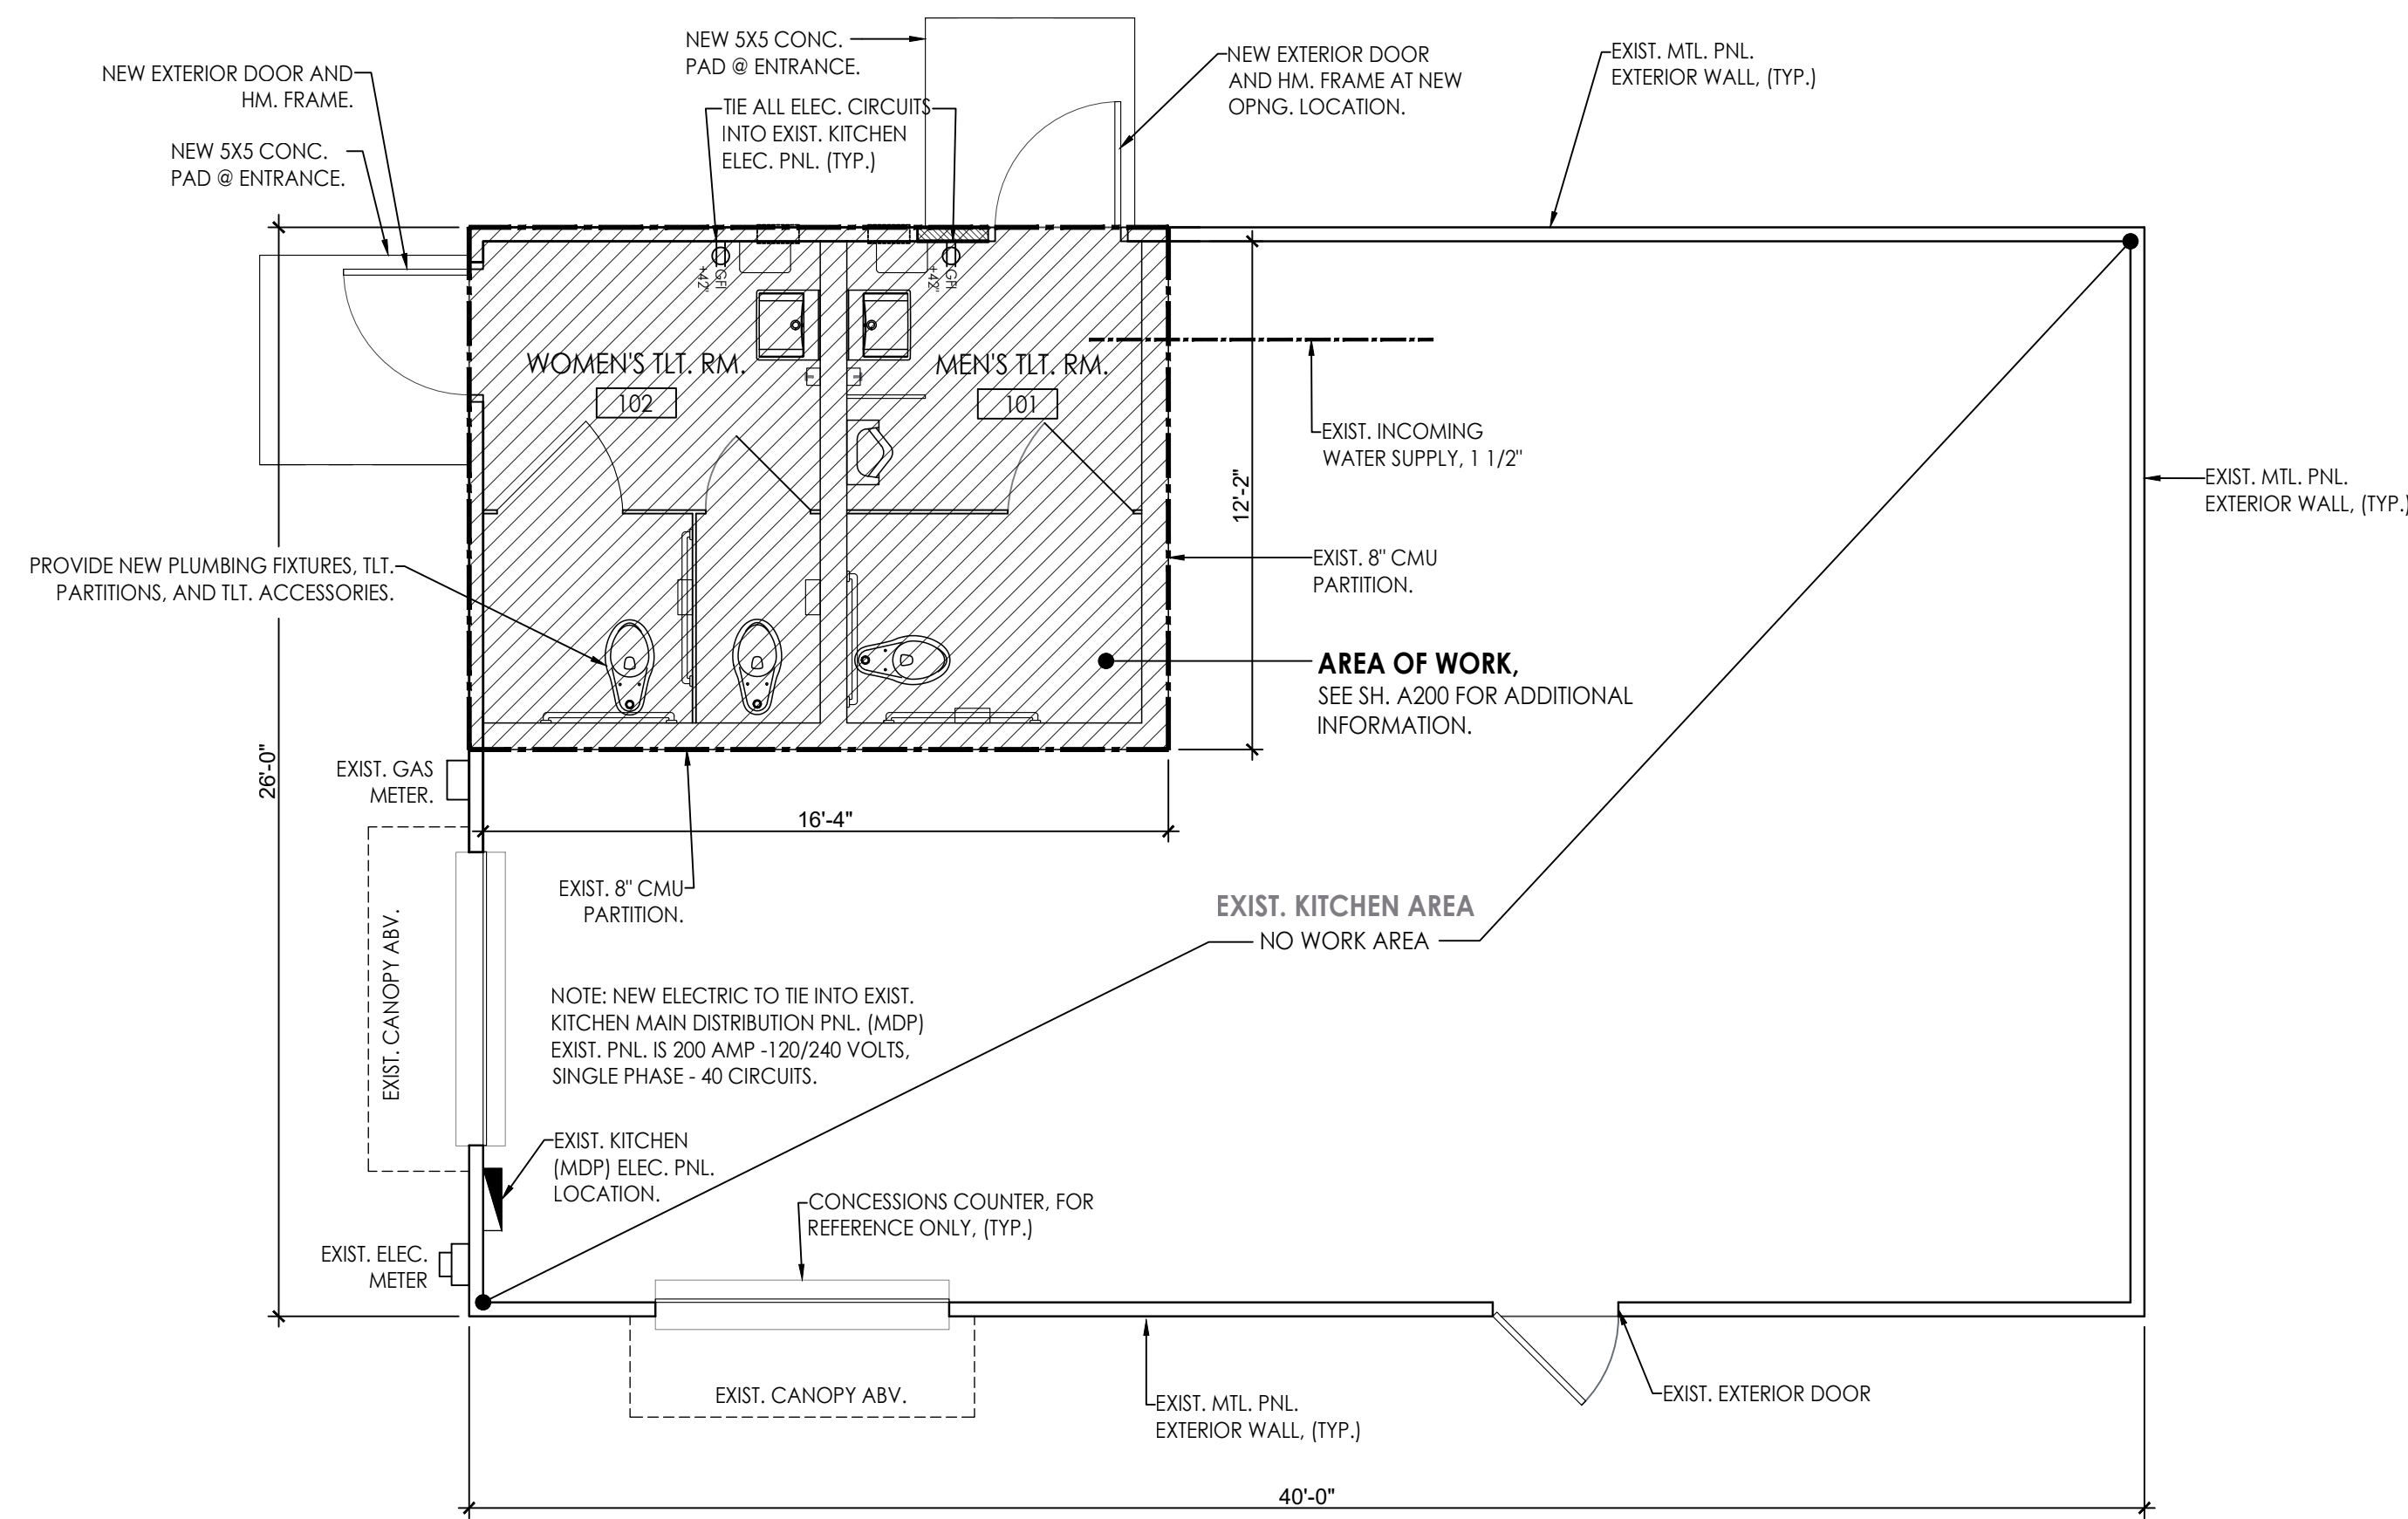 NEW 5X5 CONC.
PAD @ ENTRANCE.
NEW EXTERIOR DOOR
AND HM. FRAME AT NEW
OPNG. LOCATION.
EXIST. MTL. PNL.
EXTERIOR WALL, (TYP.)
NEW EXTERIOR DOOR AND
HM. FRAME.
TIE ALL ELEC. CIRCUITS
INTO EXIST. KITCHEN
ELEC. PNL. (TYP.)
NEW 5X5 CONC.
PAD @ ENTRANCE.
GFI
+42"
GFI
+42"
WOMEN'S TLT. RM.
102
MEN'S TLT. RM.
101
EXIST. INCOMING
WATER SUPPLY, 1 1/2"
12'-2"
EXIST. MTL. PNL.
EXTERIOR WALL, (TYP.)
EXIST. 8" CMU
PARTITION.
PROVIDE NEW PLUMBING FIXTURES, TLT.
PARTITIONS, AND TLT. ACCESSORIES.
AREA OF WORK,
SEE SH. A200 FOR ADDITIONAL
INFORMATION.
26'-0"
EXIST. GAS
METER.
16'-4"
EXIST. 8" CMU
PARTITION.
EXIST. KITCHEN AREA
NO WORK AREA
EXIST. CANOPY ABV.
NOTE: NEW ELECTRIC TO TIE INTO EXIST.
KITCHEN MAIN DISTRIBUTION PNL. (MDP)
EXIST. PNL. IS 200 AMP -120/240 VOLTS,
SINGLE PHASE - 40 CIRCUITS.
EXIST. KITCHEN
(MDP) ELEC. PNL.
LOCATION.
CONCESSIONS COUNTER, FOR
REFERENCE ONLY, (TYP.)
EXIST. ELEC.
METER
EXIST. CANOPY ABV.
EXIST. MTL. PNL.
EXTERIOR WALL, (TYP.)
EXIST. EXTERIOR DOOR
40'-0"